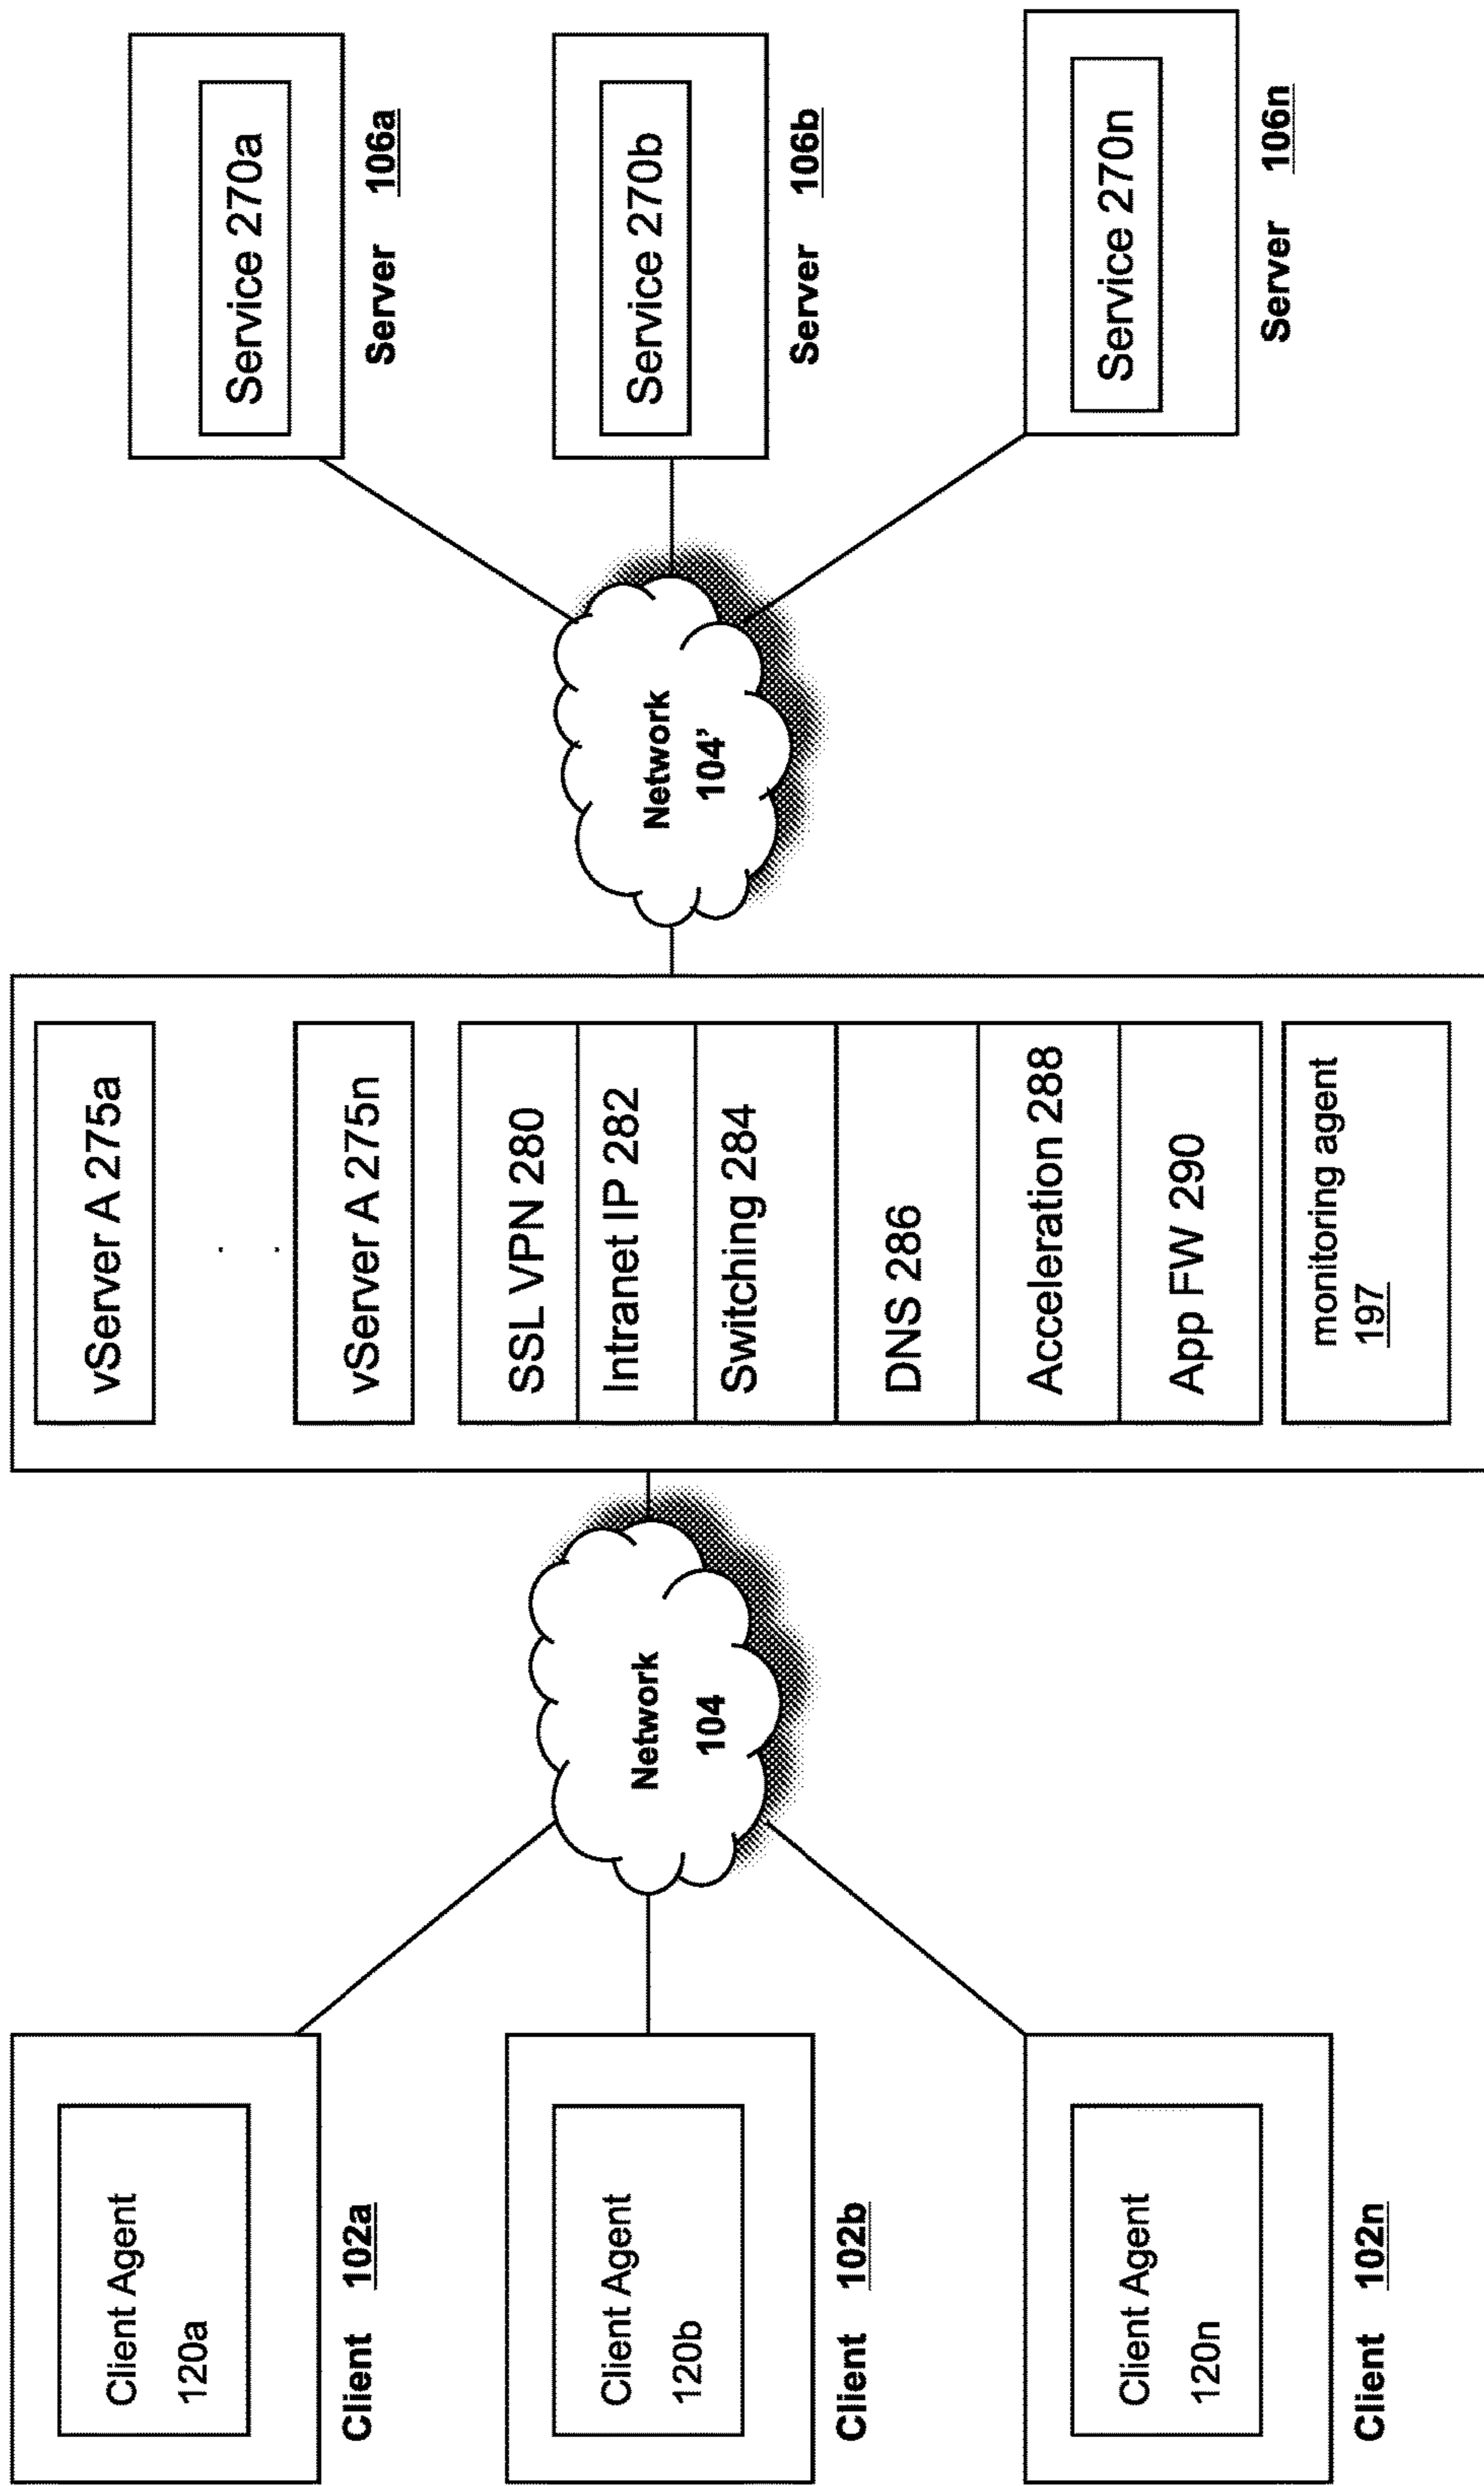 Client Agent
120a
Client 102a
Client Agent
120b
Client 102b
Client Agent
120n
Client 102n
Network
104
vServer A 275a
vServer A 275n
SSL VPN 280
Intranet IP 282
Switching 284
DNS 286
Acceleration 288
App FW 290
monitoring agent
197
Network
104’
Service 270a
Server 106a
Service 270b
Server 106b
Service 270n
Server 106n